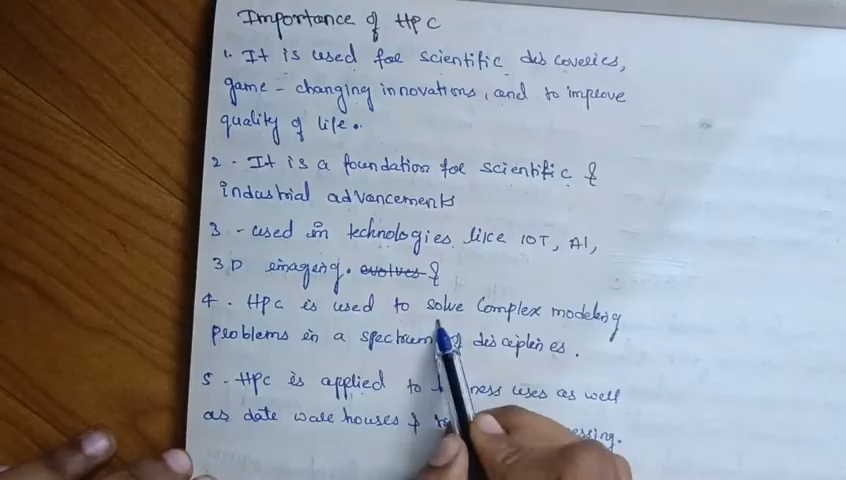 Importance of HPC
1. It is used for scientific discoveries,
game-changing innovations, and to improve
quality of life.
2. It is a foundation for scientific &
industrial advancements
3 - used in technologies like IOT, AI,
3D imaging. evolves &
4. HPC is used to solve Complex modeling
problems in a spectrum of disciplines.
5. HPC is applied to uses as well
as date ware houses &